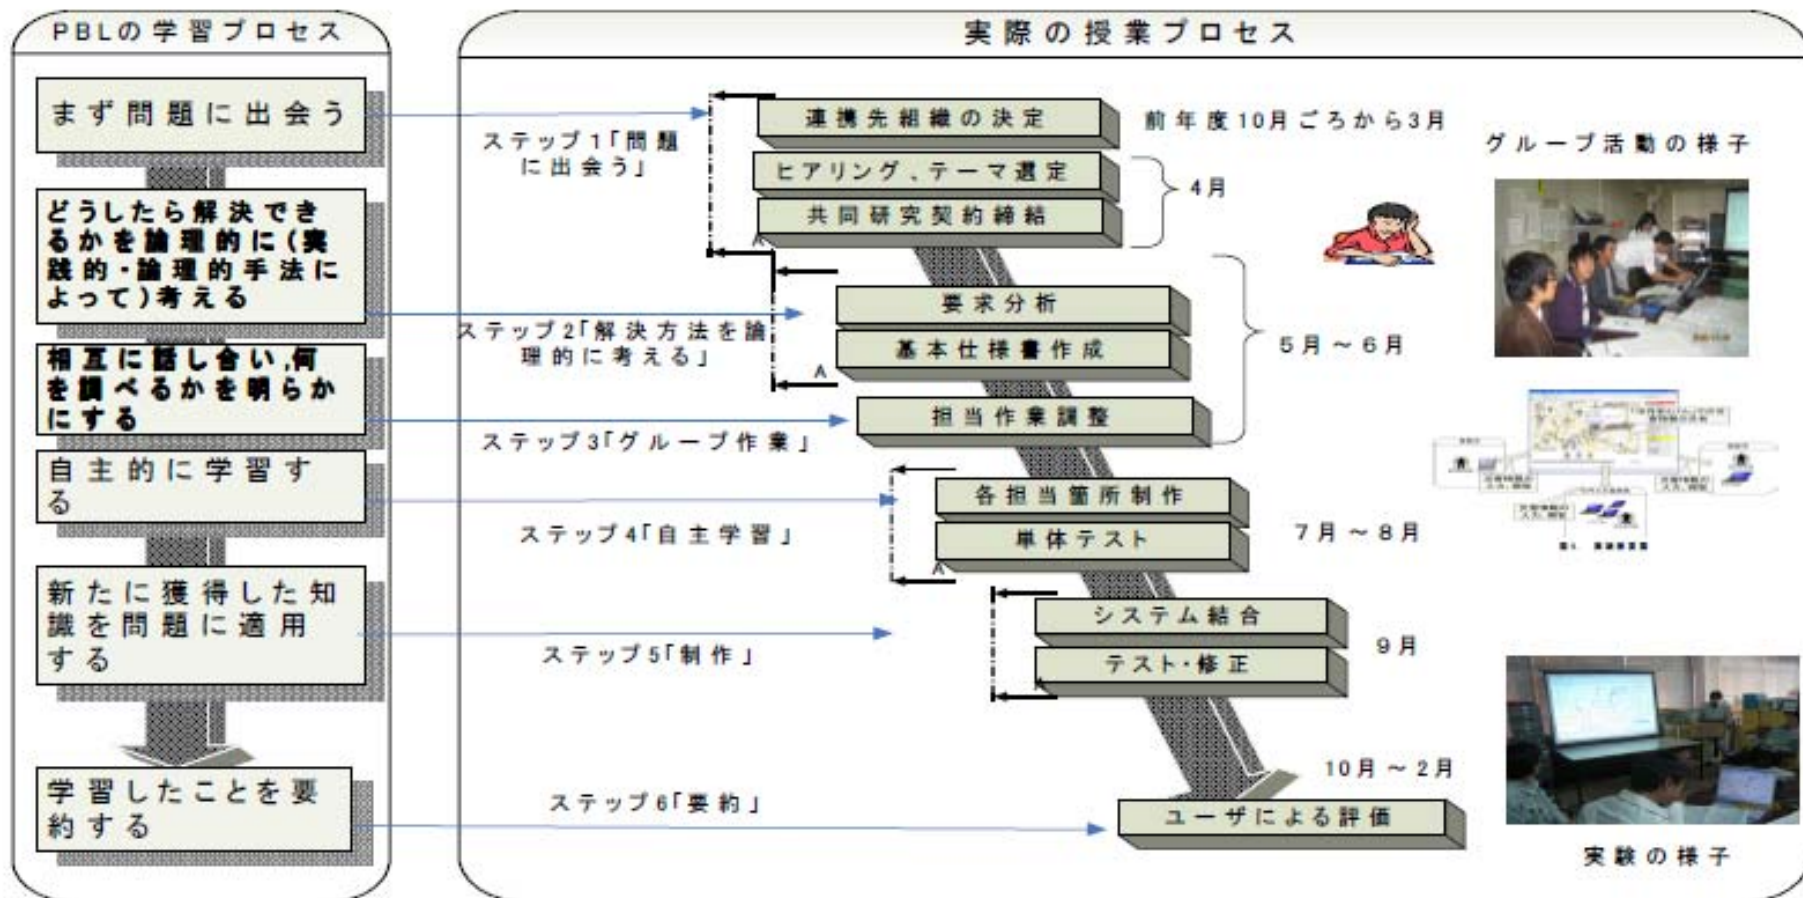 PBLの学習プロセス
まず問題に出会う
どうしたら解決でき
るかを論理的に(実
践的・論理的手法に
よって)考える
相互に話し合い,何
を調べるかを明らか
にする
自主的に学習す
る
新たに獲得した知
識を問題に適用
する
学習したことを要
約する
実際の授業プロセス
ステップ1「問題
に出会う」
連携先組織の決定
前年度10月ごろから3月
ヒアリング、テーマ選定
共同研究契約締結
4月
A
ステップ2「解決方法を論
理的に考える」
要求分析
基本仕様書作成
A
5月～6月
ステップ3「グループ作業」
担当作業調整
ステップ4「自主学習」
各担当箇所制作
単体テスト
A
7月～8月
ステップ5「制作」
システム結合
テスト・修正
A
9月
ステップ6「要約」
10月～2月
ユーザによる評価
グループ活動の様子
実験の様子